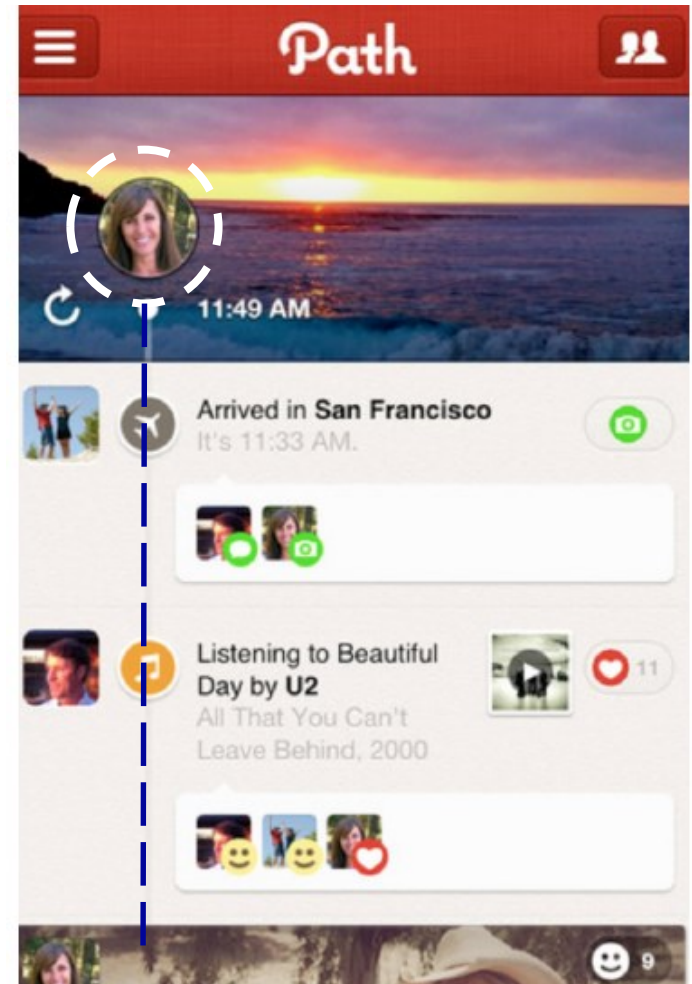 Path
11:49 AM
Arrived in San Francisco
It's 11:33 AM.
Listening to Beautiful
Day by U2
11
All That You Can't
Leave Behind, 2000
9